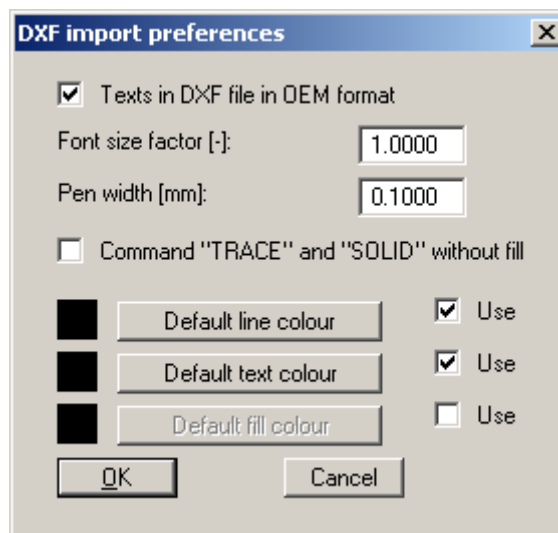 DXF import preferences
Texts in DXF file in OEM format
Font size factor [-]: 1.0000
Pen width [mm]: 0.1000
Command "TRACE" and "SOLID" without fill
Default line colour Use
Default text colour Use
Default fill colour Use
OK Cancel